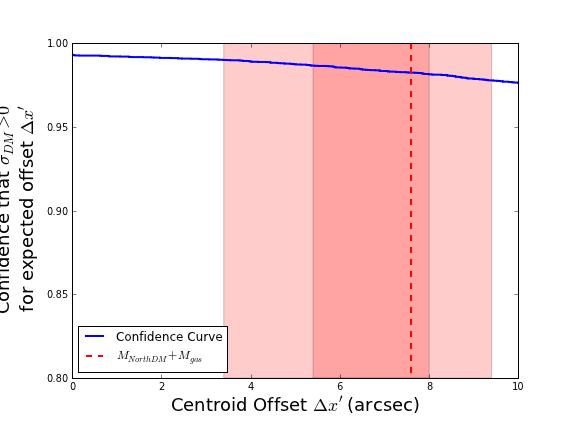 1.00
0.95
0.90
0.85
0.80
0
2
4
6
8
10
Confidence that σ_DM >0
for expected offset Δx′
Centroid Offset Δx′ (arcsec)
Confidence Curve
M_NorthDM+M_gas